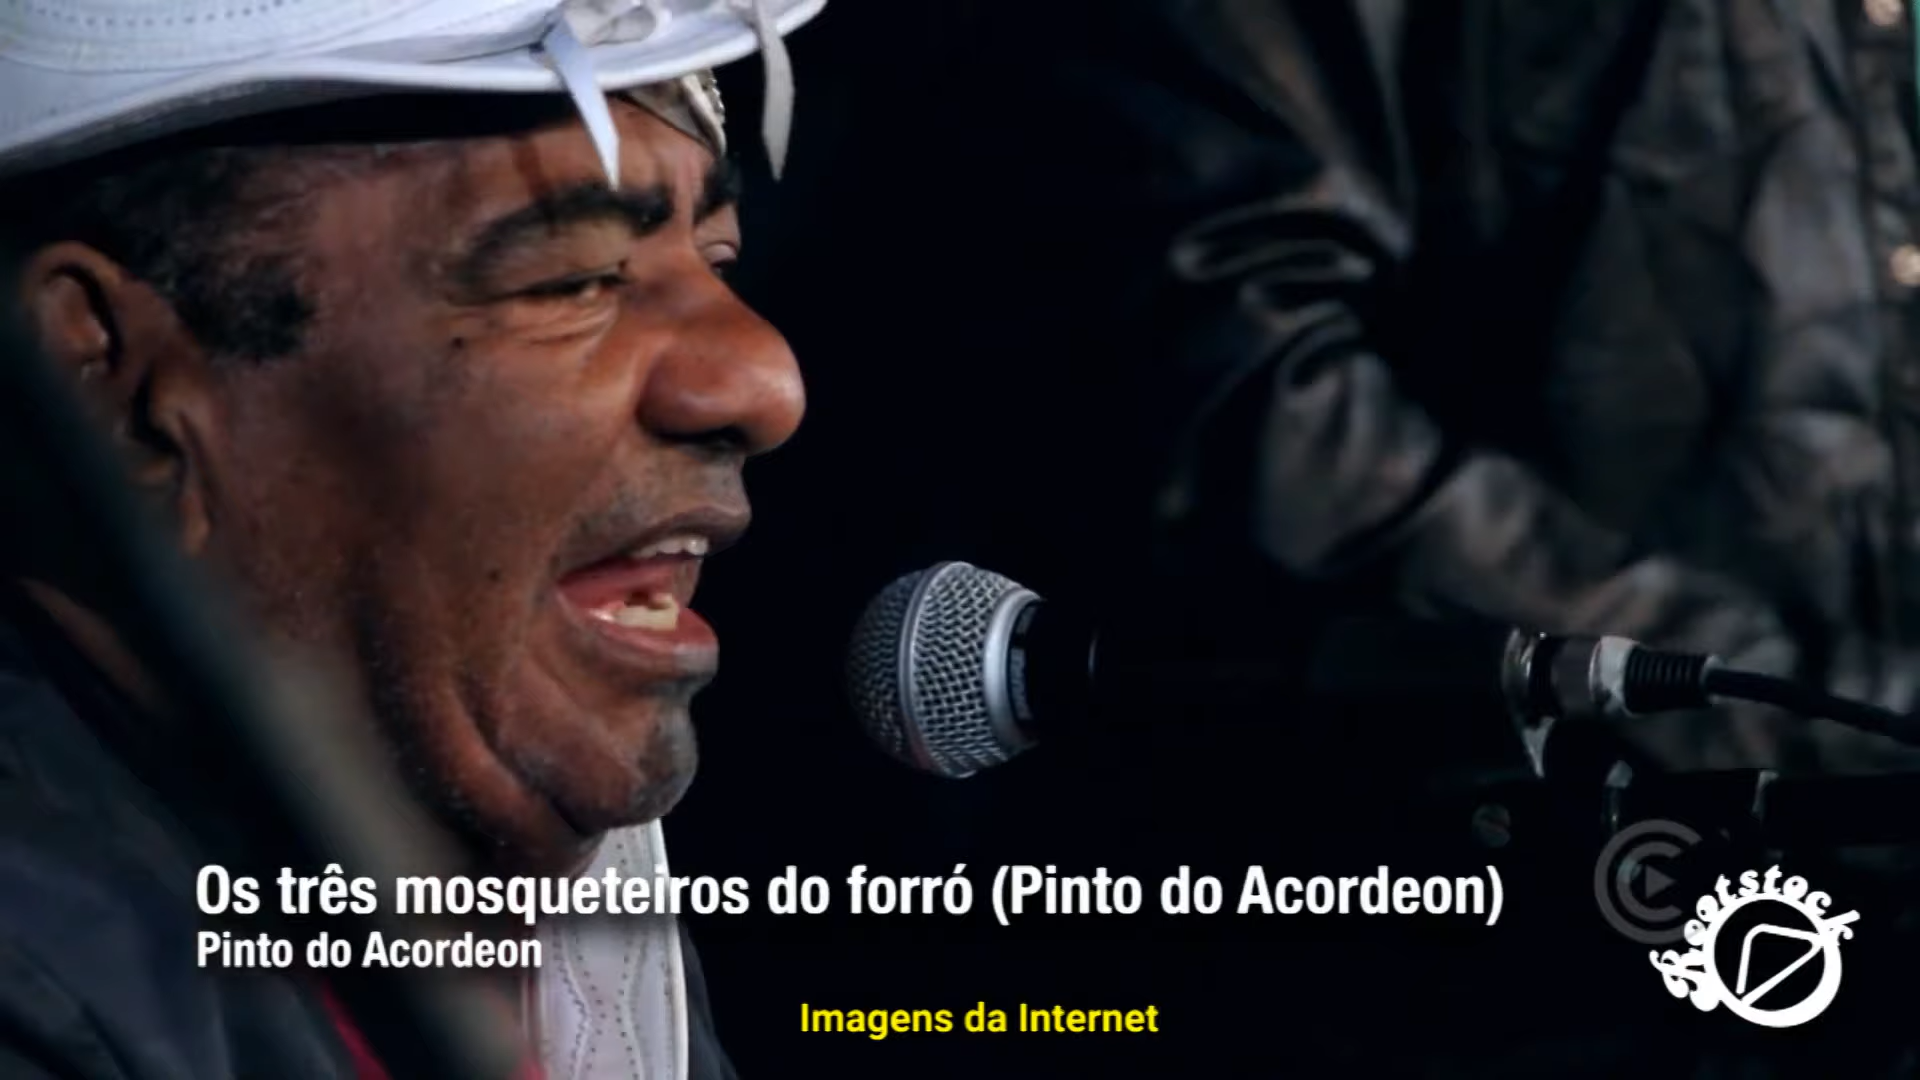 Os três mosqueteiros do forró (Pinto do Acordeon)
Pinto do Acordeon
Rootstock
Imagens da Internet